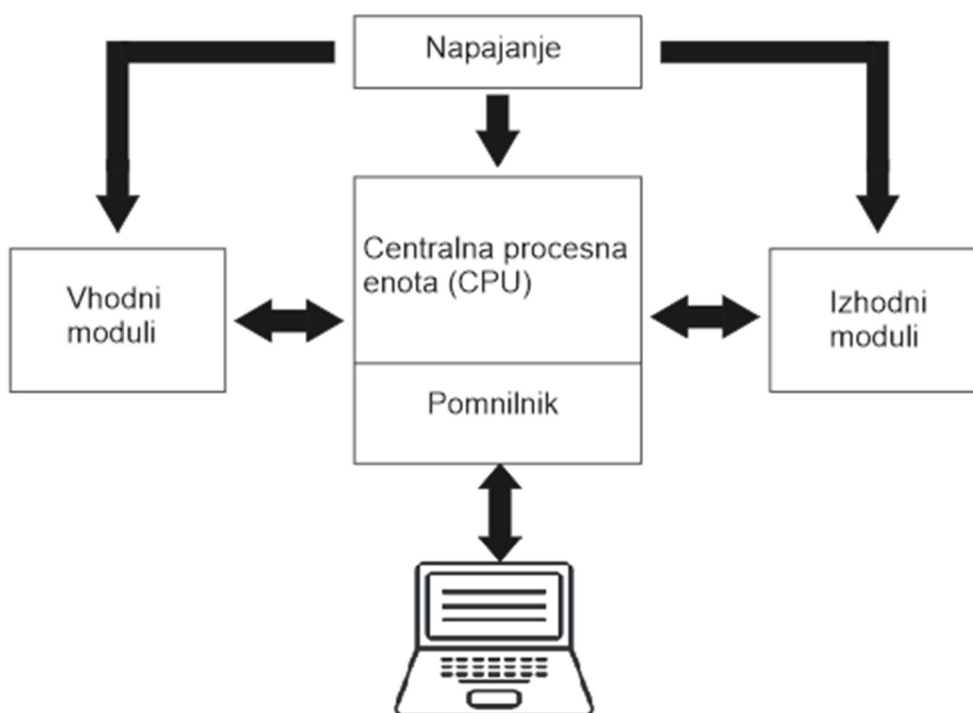 Napajanje
Centralna procesna
enota (CPU)
Vhodni
moduli
Izhodni
moduli
Pomnilnik